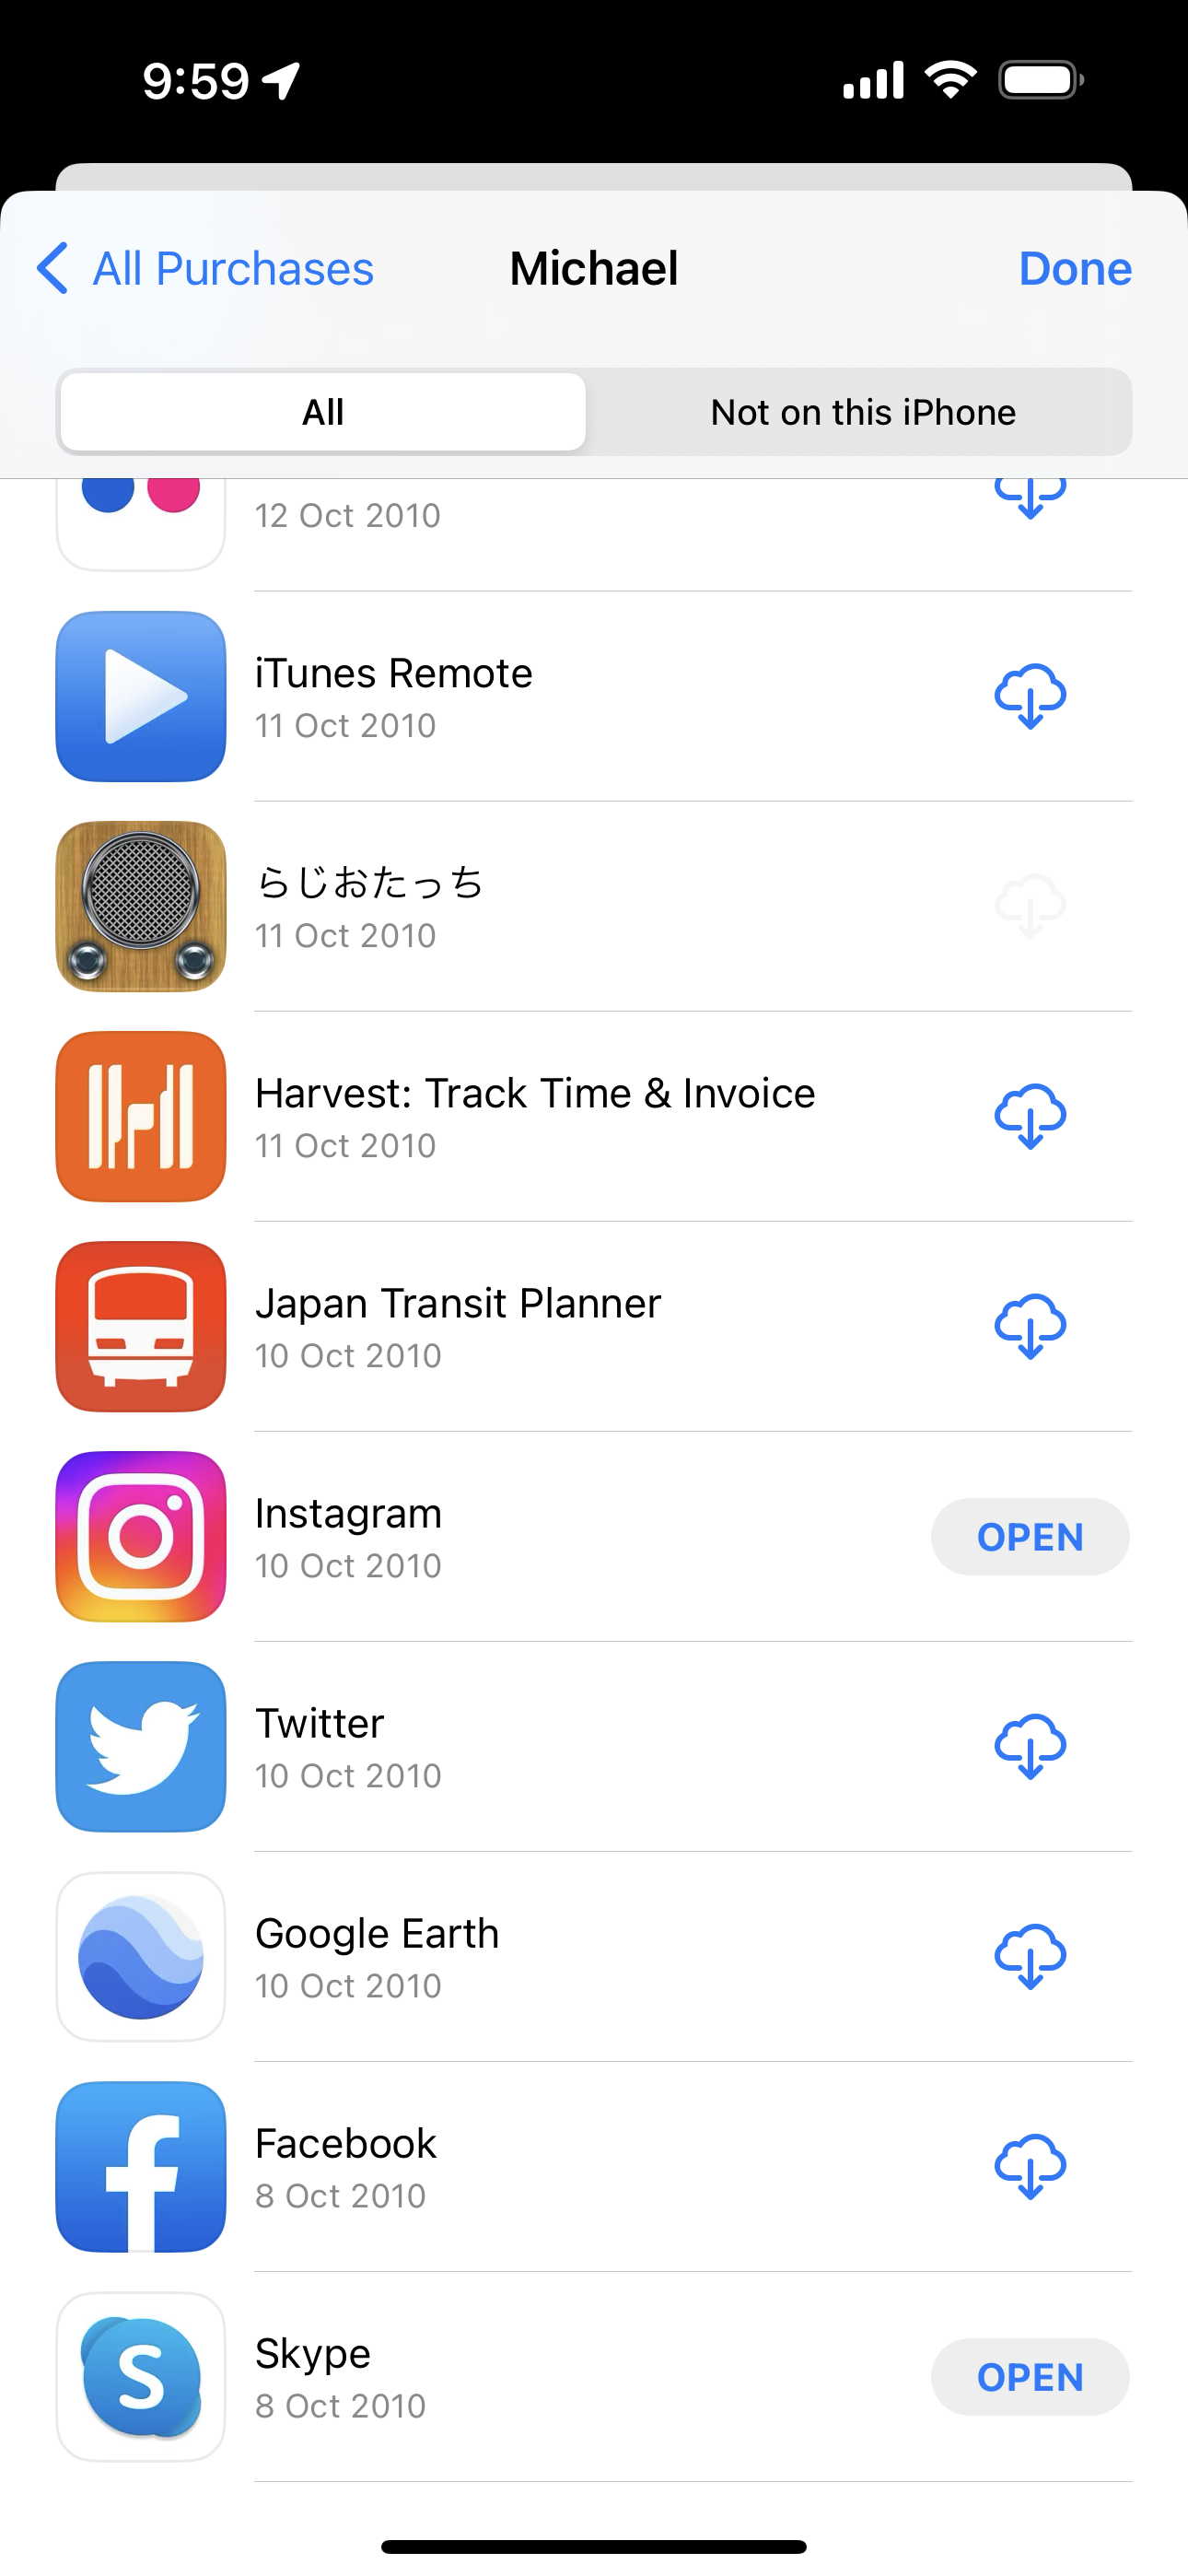 9:59
All Purchases Michael Done
All Not on this iPhone
12 Oct 2010
iTunes Remote
11 Oct 2010
らじおたっち
11 Oct 2010
Harvest: Track Time & Invoice
11 Oct 2010
Japan Transit Planner
10 Oct 2010
Instagram
10 Oct 2010
OPEN
Twitter
10 Oct 2010
Google Earth
10 Oct 2010
Facebook
8 Oct 2010
Skype
8 Oct 2010
OPEN